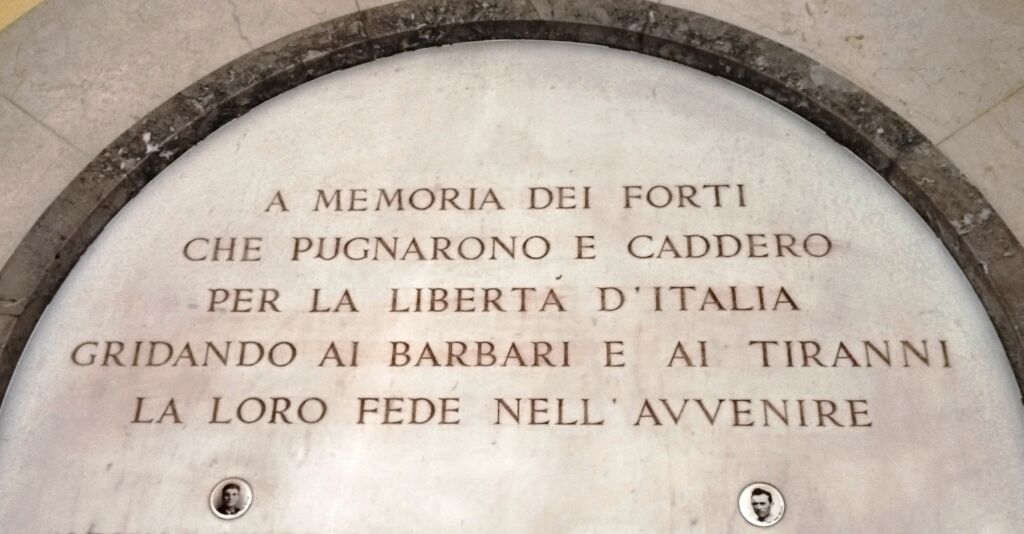 A MEMORIA DEI FORTI
CHE PUGNARONO E CADDERO
PER LA LIBERTÁ D'ITALIA
GRIDANDO AI BARBARI E AI TIRANNI
LA LORO FEDE NELL'AVVENIRE